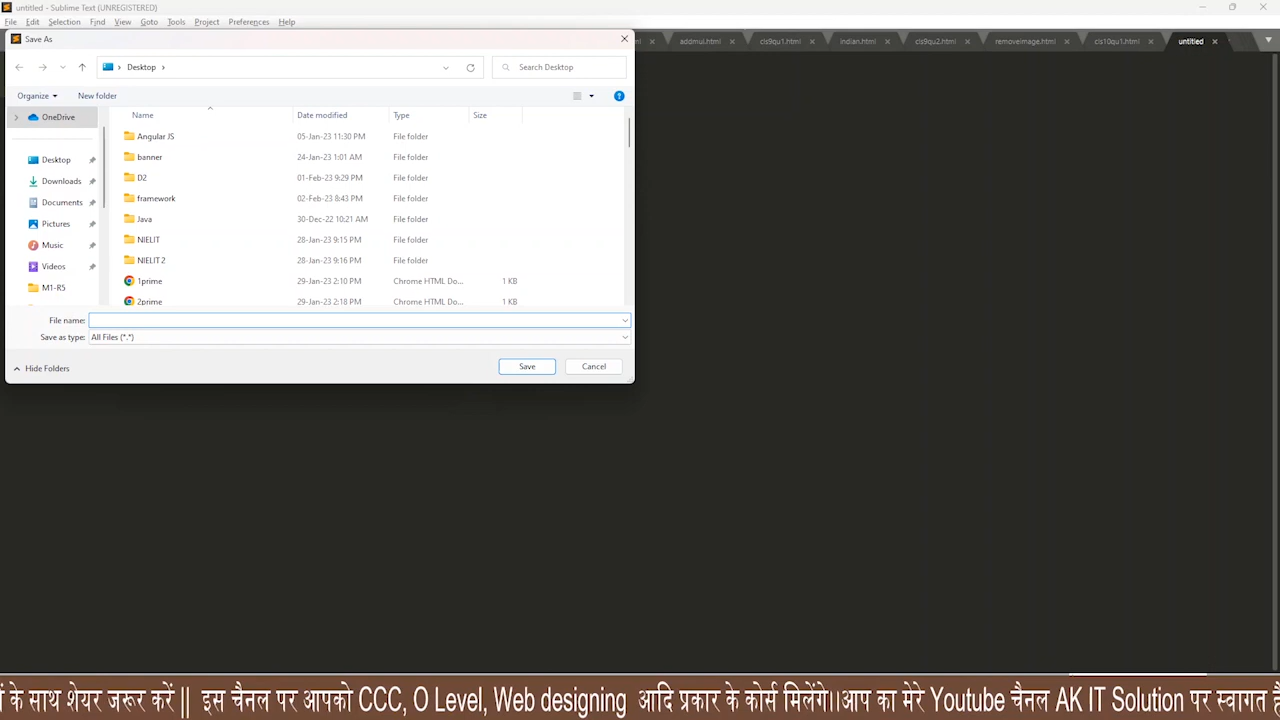 untitled - Sublime Text (UNREGISTERED)
File Edit Selection Find View Goto Tools Project Preferences Help
Save As
addmul.html cls9qu1.html indian.html cls9qu2.html removeimage.html cls10qu1.html untitled
Desktop
Search Desktop
Organize New folder
OneDrive
Name Date modified Type Size
Angular JS 05-Jan-23 11:30 PM File folder
banner 24-Jan-23 1:01 AM File folder
Desktop
D2 01-Feb-23 9:29 PM File folder
Downloads
framework 02-Feb-23 8:43 PM File folder
Documents
Java 30-Dec-22 10:21 AM File folder
Pictures
NIELIT 28-Jan-23 9:15 PM File folder
Music
NIELIT 2 28-Jan-23 9:16 PM File folder
Videos
1prime 29-Jan-23 2:10 PM Chrome HTML Do... 1 KB
M1-R5
2prime 29-Jan-23 2:18 PM Chrome HTML Do... 1 KB
File name:
Save as type: All Files (*.*)
Hide Folders Save Cancel
के साथ शेयर जरूर करें || इस चैनल पर आपको CCC, O Level, Web designing आदि प्रकार के कोर्स मिलेंगे।।आप का मेरे Youtube चैनल AK IT Solution पर स्वागत है